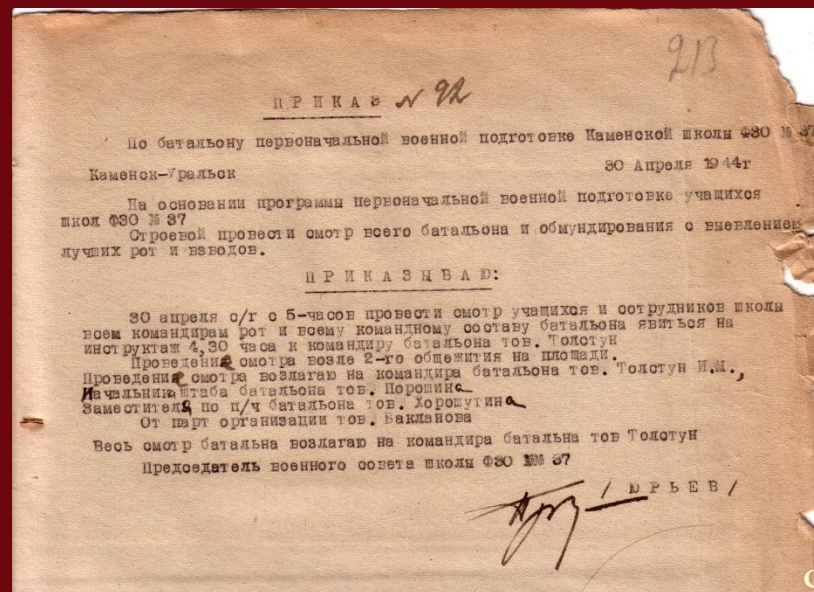 213
ПРИКАЗ № 92
По батальону первоначальной военной подготовке Каменской школы ФЗО № 37
Каменск-Уральск 30 Апреля 1944г
На основании программы первоначальной военной подготовке учащихся
школ ФЗО № 37
Строевой провести смотр всего батальона и обмундирования с выевлением
лучших рот и взводов.
ПРИКАЗЫВАЮ:
30 апреля с/г с 5-часов провести смотр учащихся и сотрудников школы
всем командирам рот и всему командному составу батальона явиться на
инструктаж 4,30 часа к командиру батальона тов. Толстун
Проведение смотра возле 2-го общежития на площади.
Проведение смотра возлагаю на командира батальона тов. Толстун И.М.,
Начальник штаба батальона тов. Порошина
Заместителя по п/ч батальона тов. Хорошутина
От парт организации тов. Бакланова
Весь смотр батальна возлагаю на командира батальна тов Толстун
Председатель военного совета школы ФЗО №№ 37
/ЮРЬЕВ/